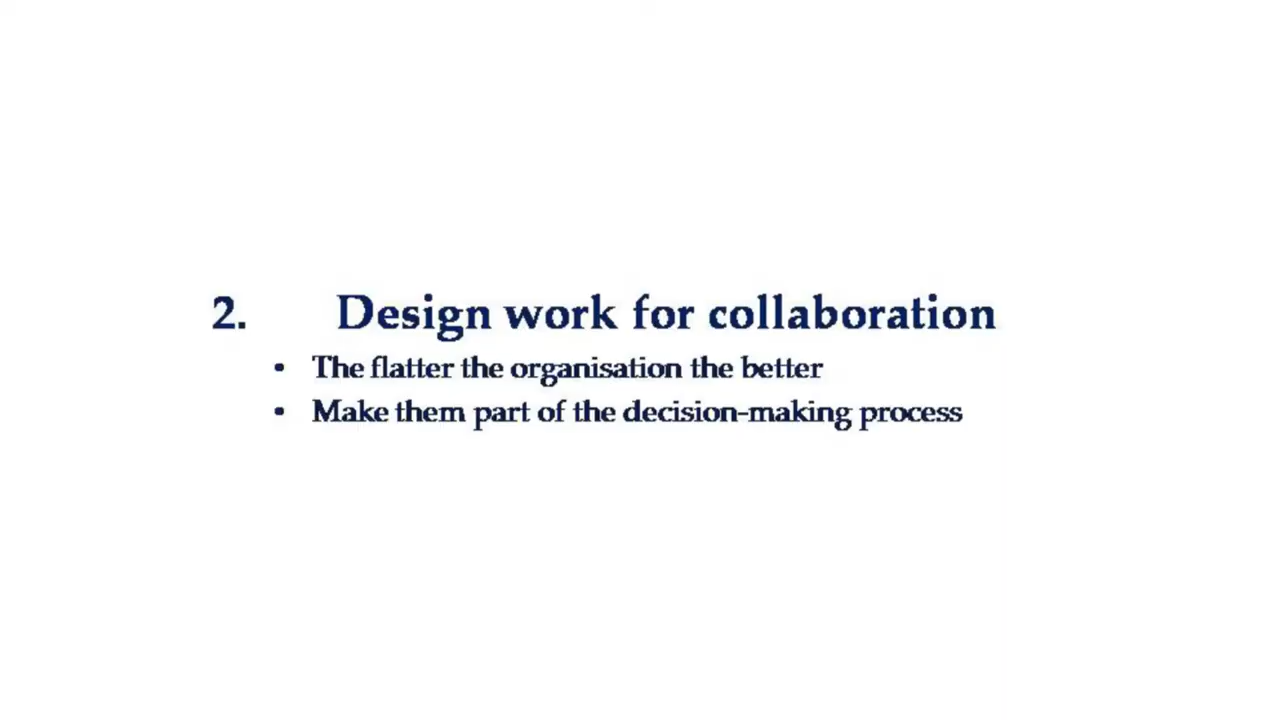 2. Design work for collaboration
• The flatter the organisation the better
• Make them part of the decision-making process